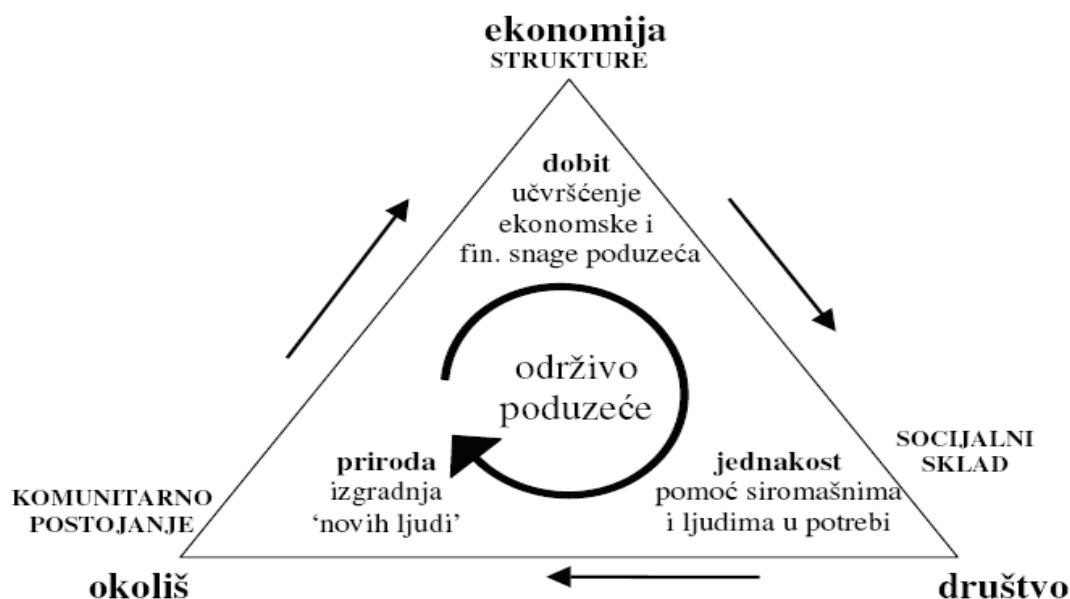 ekonomija
STRUKTURE
dobit
učvršćenje
ekonomske i
fin. snage poduzeća
održivo
poduzeće
SOCIJALNI
SKLAD
priroda
izgradnja
‘novih ljudi’
jednakost
pomoć siromašnima
i ljudima u potrebi
KOMUNITARNO
POSTOJANJE
okoliš
društvo